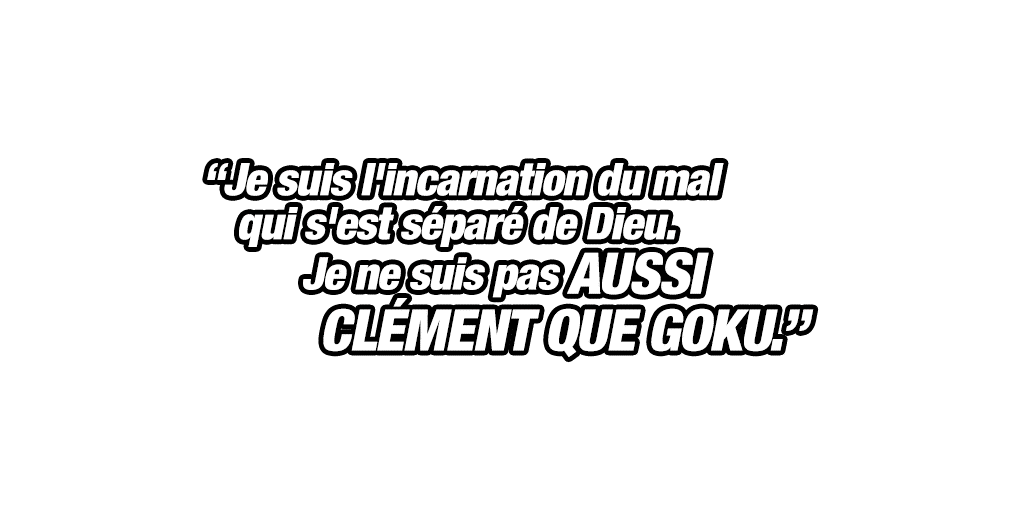 “Je suis l'incarnation du mal
qui s'est séparé de Dieu.
Je ne suis pas AUSSI
CLÉMENT QUE GOKU.”